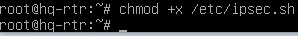 root@hq-rtr:~# chmod +x /etc/ipsec.sh
root@hq-rtr:~# _